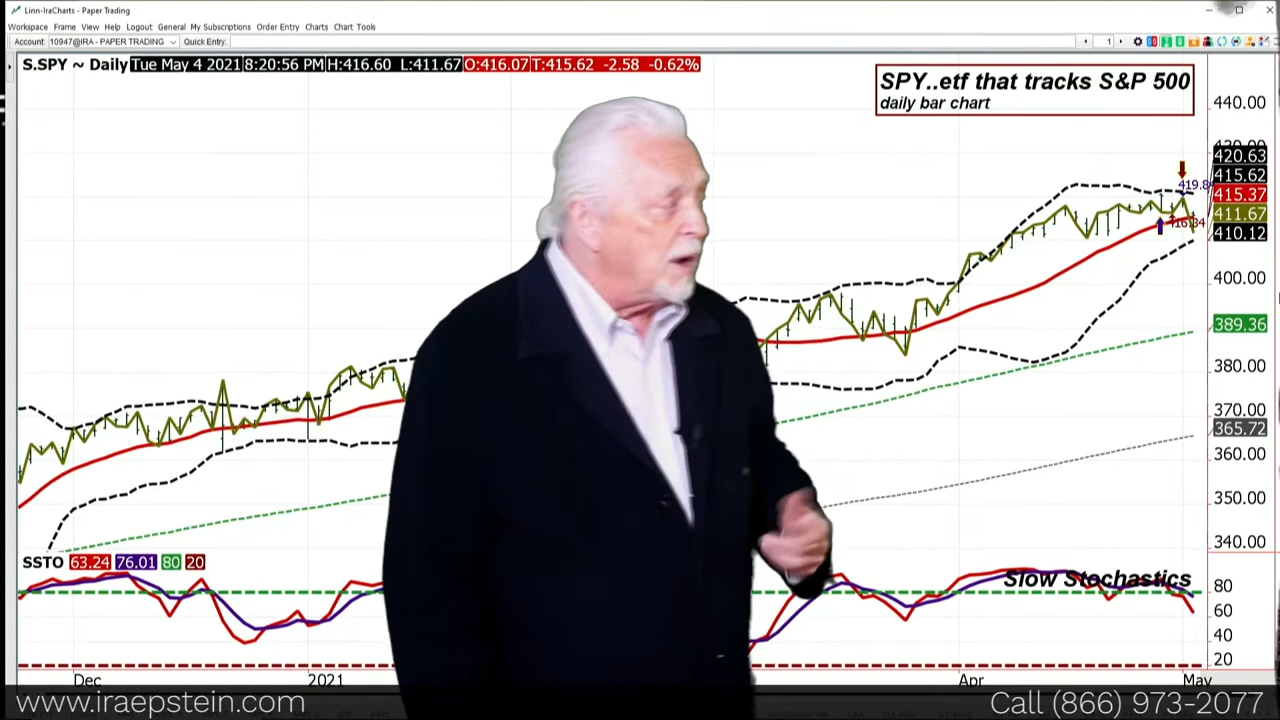 Linn-IraCharts - Paper Trading
Workspace Frame View Help Logout General My Subscriptions Order Entry Charts Chart Tools
Account: 10947@IRA - PAPER TRADING Quick Entry:
1
S.SPY ~ Daily Tue May 4 2021 8:20:56 PM H:416.60 L:411.67 O:416.07 T:415.62 -2.58 -0.62%
SPY..etf that tracks S&P 500
daily bar chart
440.00
420.63
415.62
419.8
415.37
411.67
410.12
400.00
389.36
380.00
370.00
365.72
360.00
350.00
340.00
SSTO 63.24 76.01 80 20
Slow Stochastics
80
60
40
20
Dec 2021 Apr May
www.iraepstein.com Call (866) 973-2077